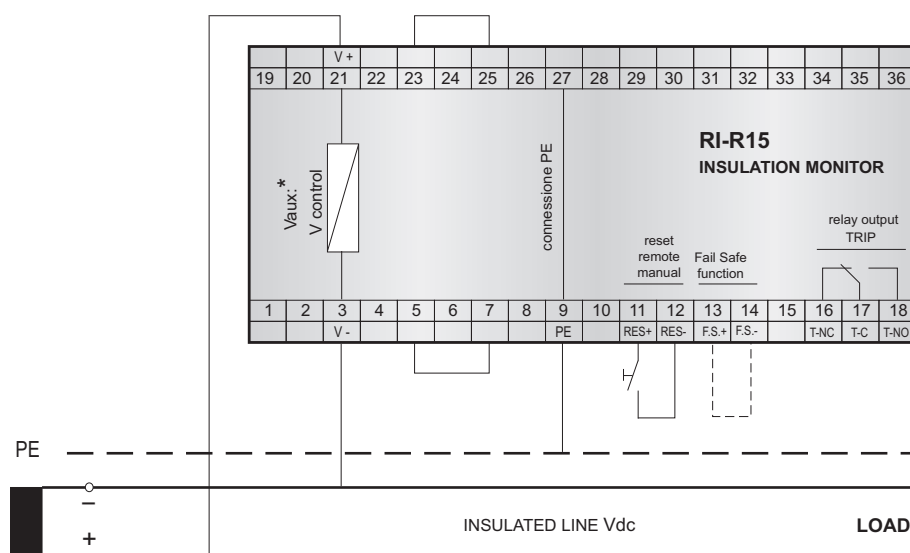 V +
19 20 21 22 23 24 25 26 27 28 29 30 31 32 33 34 35 36
RI-R15
INSULATION MONITOR
Vaux:*
V control
connessione PE
relay output
TRIP
reset
remote
manual
Fail Safe
function
1 2 3 4 5 6 7 8 9 10 11 12 13 14 15 16 17 18
V - PE RES+ RES- F.S.+ F.S.- T-NC T-C T-NO
PE
−
+
INSULATED LINE Vdc
LOAD